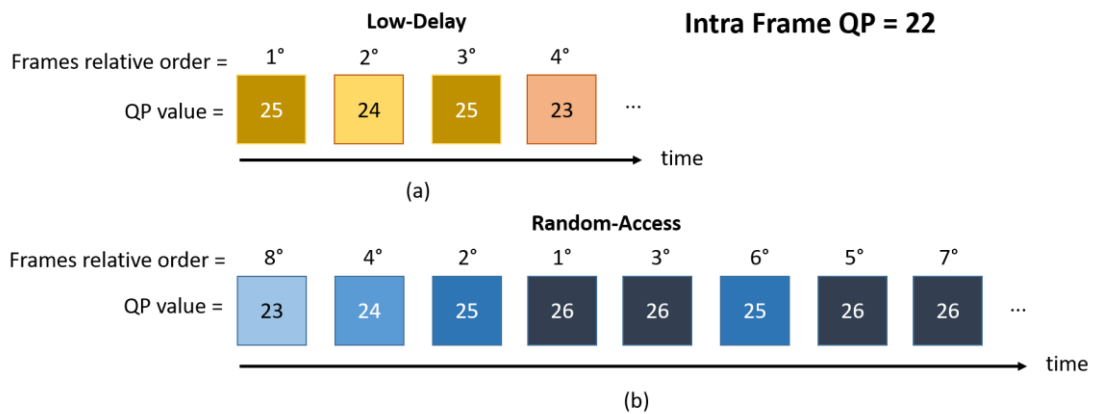 Low-Delay
Intra Frame QP = 22
Frames relative order = 1° 2° 3° 4°
QP value = 25 24 25 23 ...
time
(a)
Random-Access
Frames relative order = 8° 4° 2° 1° 3° 6° 5° 7°
QP value = 23 24 25 26 26 25 26 26 ...
time
(b)